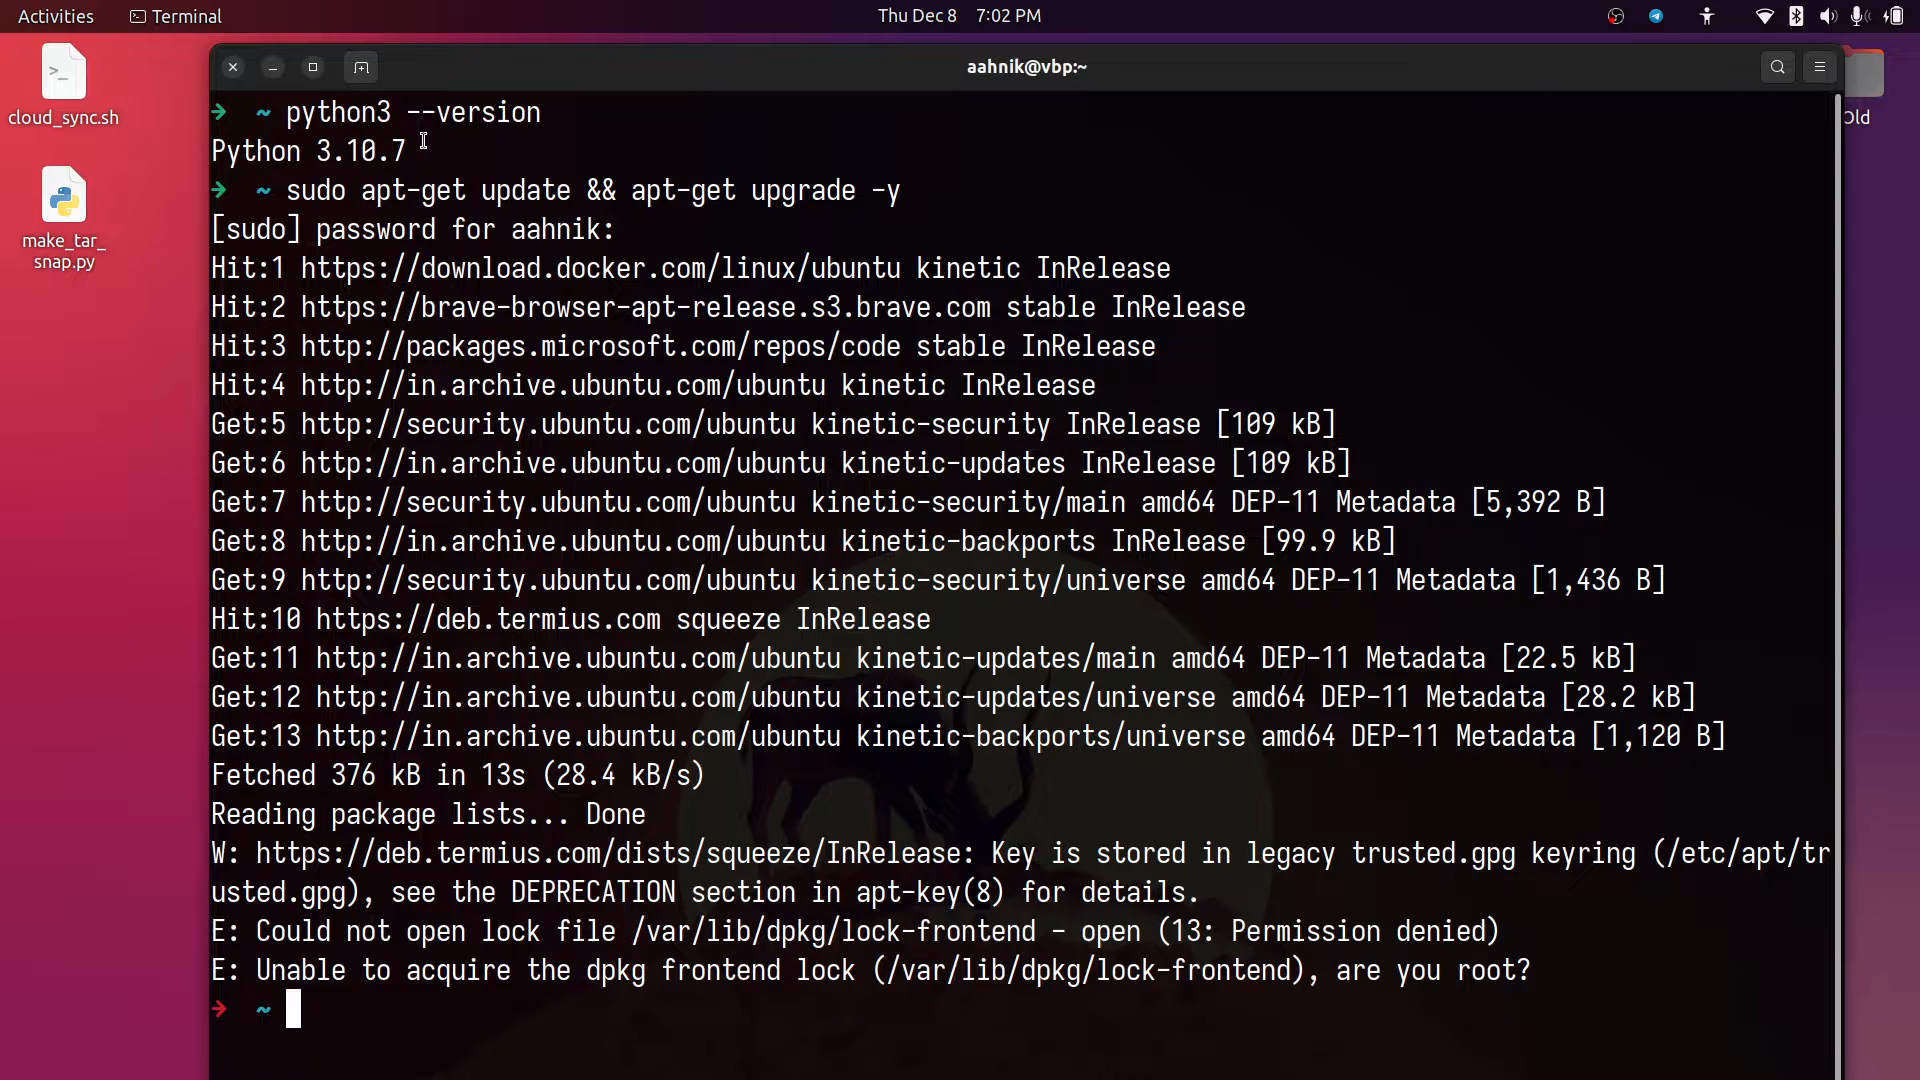 Activities
Terminal
Thu Dec 8 7:02 PM
cloud_sync.sh
make_tar_
snap.py
Old
aahnik@vbp:~
➜ ~ python3 --version
Python 3.10.7
➜ ~ sudo apt-get update && apt-get upgrade -y
[sudo] password for aahnik:
Hit:1 https://download.docker.com/linux/ubuntu kinetic InRelease
Hit:2 https://brave-browser-apt-release.s3.brave.com stable InRelease
Hit:3 http://packages.microsoft.com/repos/code stable InRelease
Hit:4 http://in.archive.ubuntu.com/ubuntu kinetic InRelease
Get:5 http://security.ubuntu.com/ubuntu kinetic-security InRelease [109 kB]
Get:6 http://in.archive.ubuntu.com/ubuntu kinetic-updates InRelease [109 kB]
Get:7 http://security.ubuntu.com/ubuntu kinetic-security/main amd64 DEP-11 Metadata [5,392 B]
Get:8 http://in.archive.ubuntu.com/ubuntu kinetic-backports InRelease [99.9 kB]
Get:9 http://security.ubuntu.com/ubuntu kinetic-security/universe amd64 DEP-11 Metadata [1,436 B]
Hit:10 https://deb.termius.com squeeze InRelease
Get:11 http://in.archive.ubuntu.com/ubuntu kinetic-updates/main amd64 DEP-11 Metadata [22.5 kB]
Get:12 http://in.archive.ubuntu.com/ubuntu kinetic-updates/universe amd64 DEP-11 Metadata [28.2 kB]
Get:13 http://in.archive.ubuntu.com/ubuntu kinetic-backports/universe amd64 DEP-11 Metadata [1,120 B]
Fetched 376 kB in 13s (28.4 kB/s)
Reading package lists... Done
W: https://deb.termius.com/dists/squeeze/InRelease: Key is stored in legacy trusted.gpg keyring (/etc/apt/tr
usted.gpg), see the DEPRECATION section in apt-key(8) for details.
E: Could not open lock file /var/lib/dpkg/lock-frontend - open (13: Permission denied)
E: Unable to acquire the dpkg frontend lock (/var/lib/dpkg/lock-frontend), are you root?
➜ ~